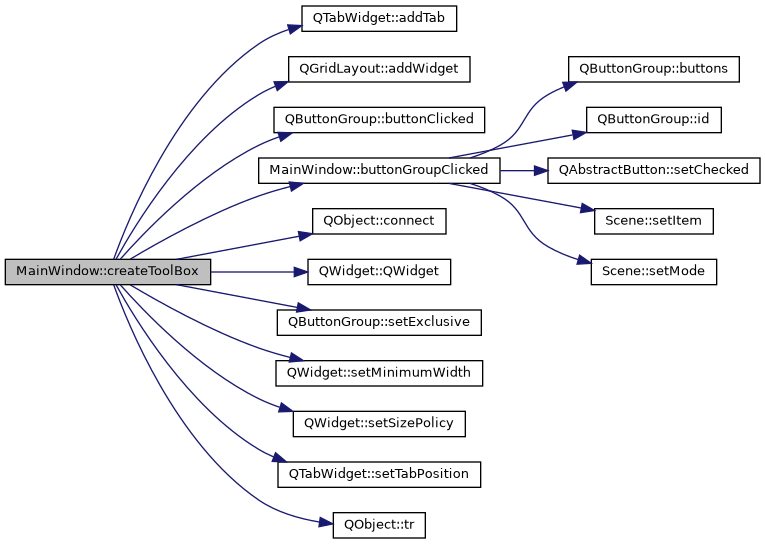 QTabWidget::addTab
QGridLayout::addWidget
QButtonGroup::buttons
QButtonGroup::buttonClicked
QButtonGroup::id
MainWindow::buttonGroupClicked
QAbstractButton::setChecked
QObject::connect
Scene::setItem
MainWindow::createToolBox
QWidget::QWidget
Scene::setMode
QButtonGroup::setExclusive
QWidget::setMinimumWidth
QWidget::setSizePolicy
QTabWidget::setTabPosition
QObject::tr